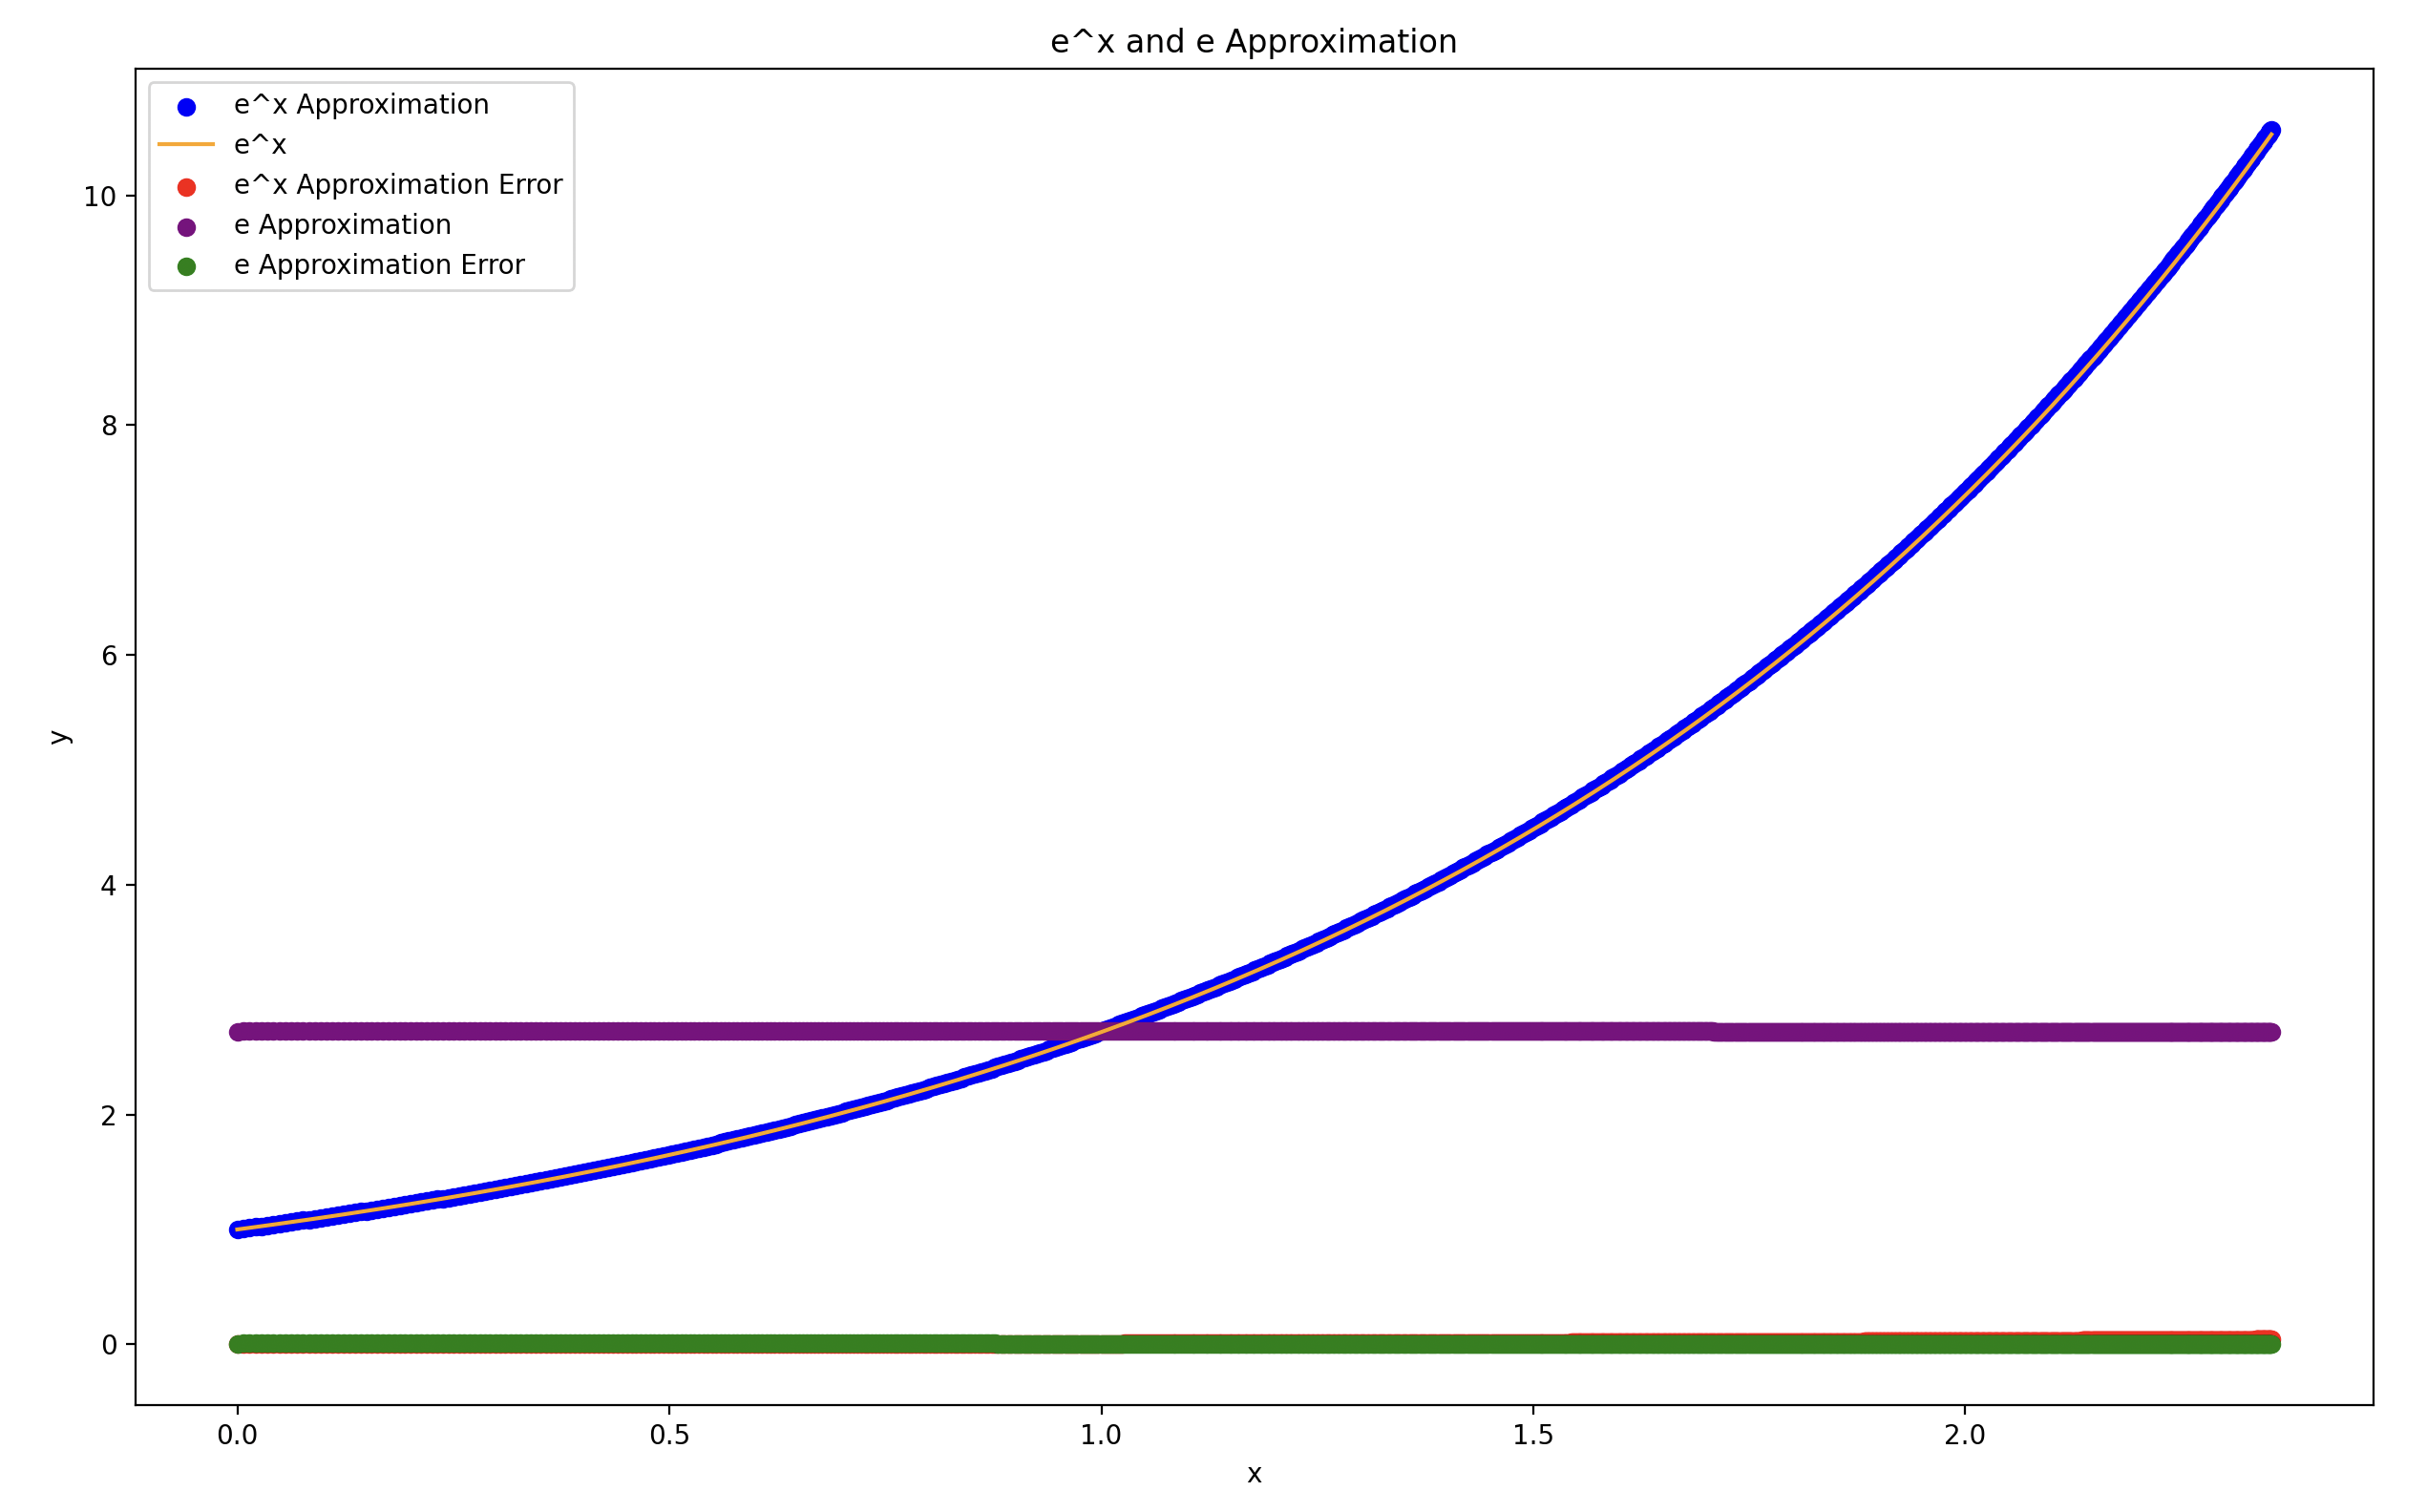 e^x and e Approximation
e^x Approximation
e^x
e^x Approximation Error
e Approximation
e Approximation Error
10
8
6
4
2
0
y
0.0 0.5 1.0 1.5 2.0
x